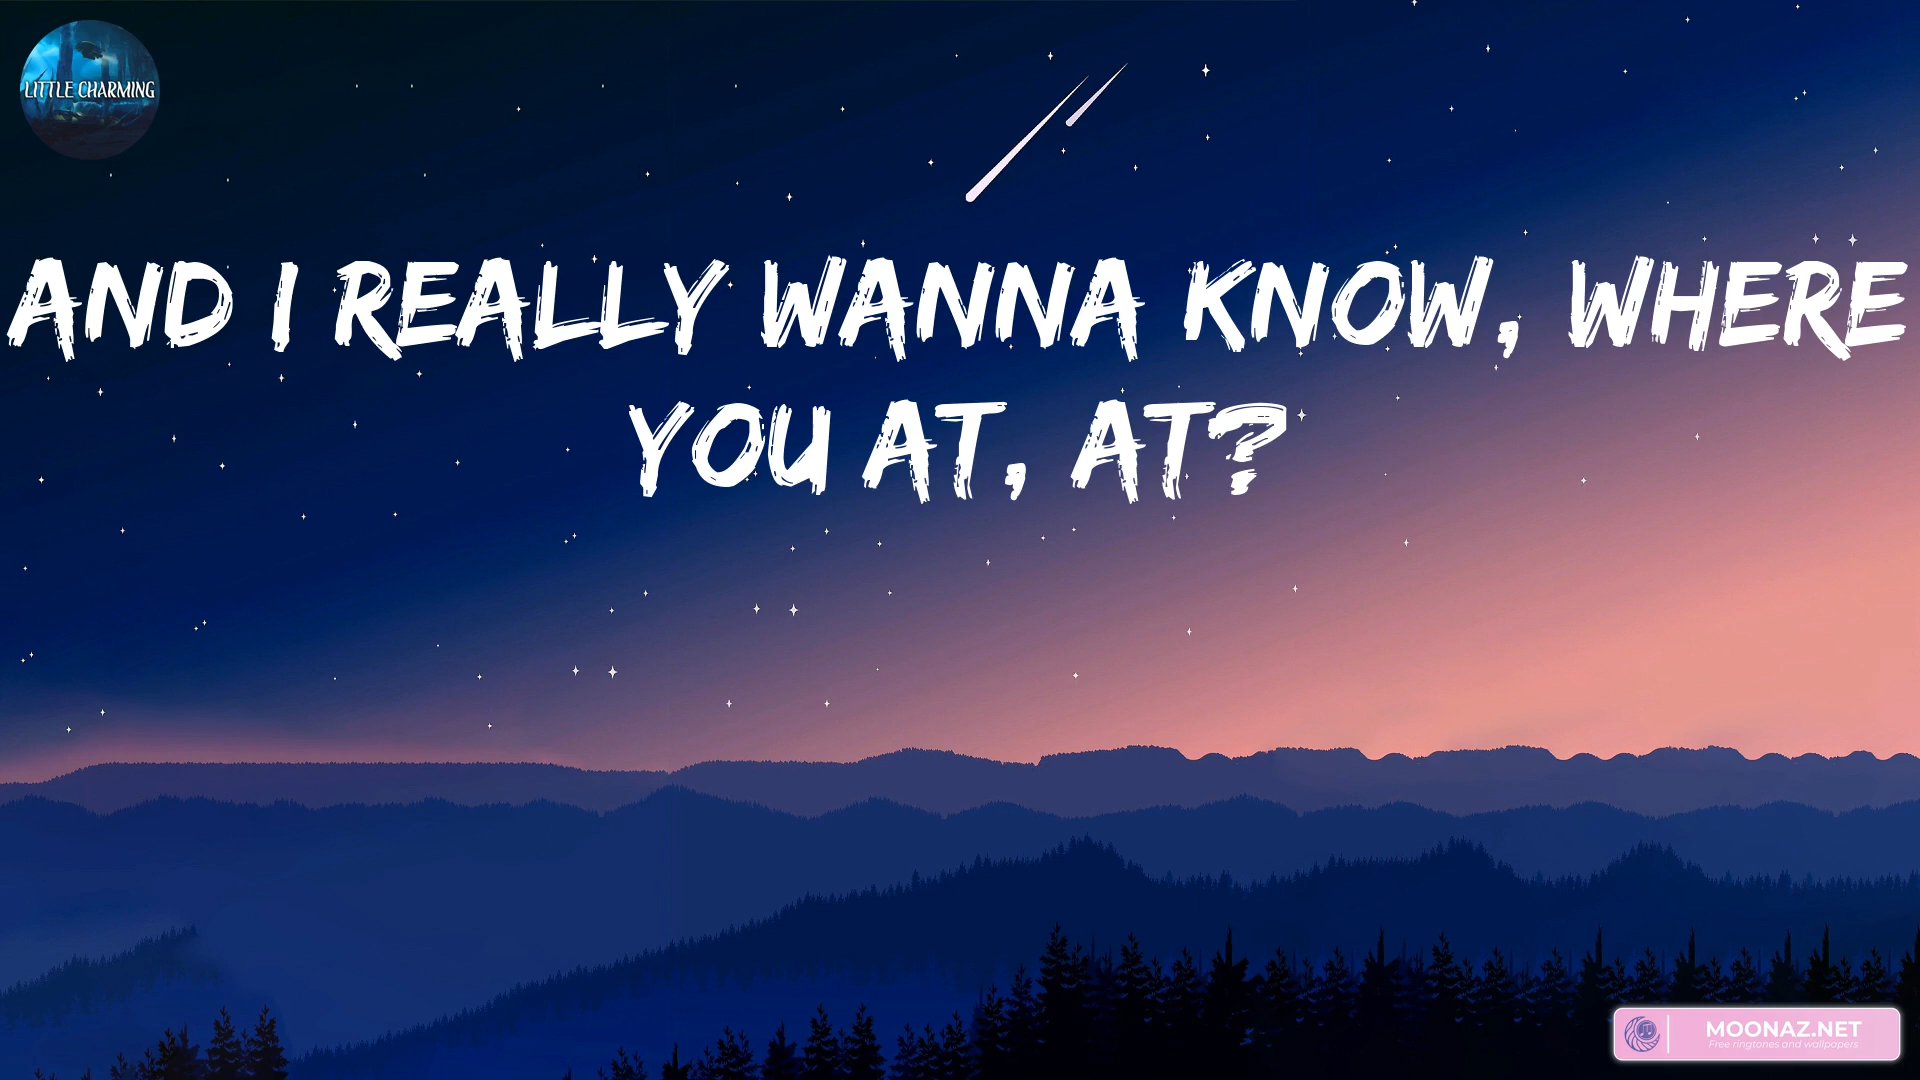 LITTLE CHARMING
AND I REALLY WANNA KNOW, WHERE
YOU AT, AT?
MOONAZ.NET
Free ringtones and wallpapers